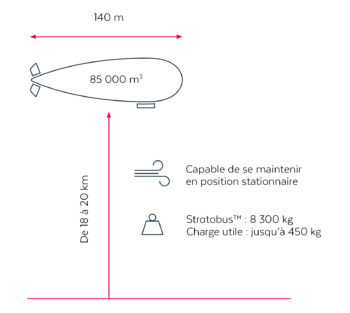 140 m
85 000 m³
De 18 à 20 km
Capable de se maintenir
en position stationnaire
Stratobus™ : 8 300 kg
Charge utile : jusqu'à 450 kg